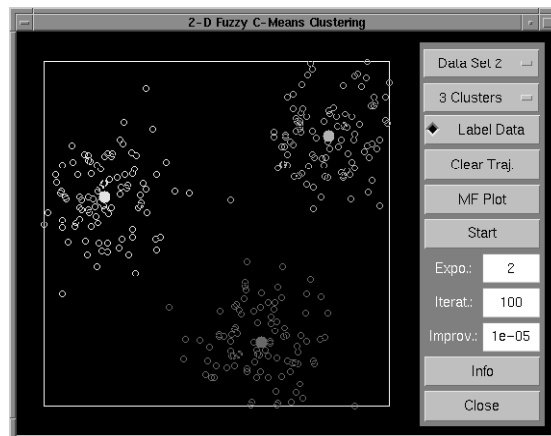 2-D Fuzzy C-Means Clustering
Data Set 2
3 Clusters
Label Data
Clear Traj.
MF Plot
Start
Expo.: 2
Iterat.: 100
Improv.: 1e-05
Info
Close